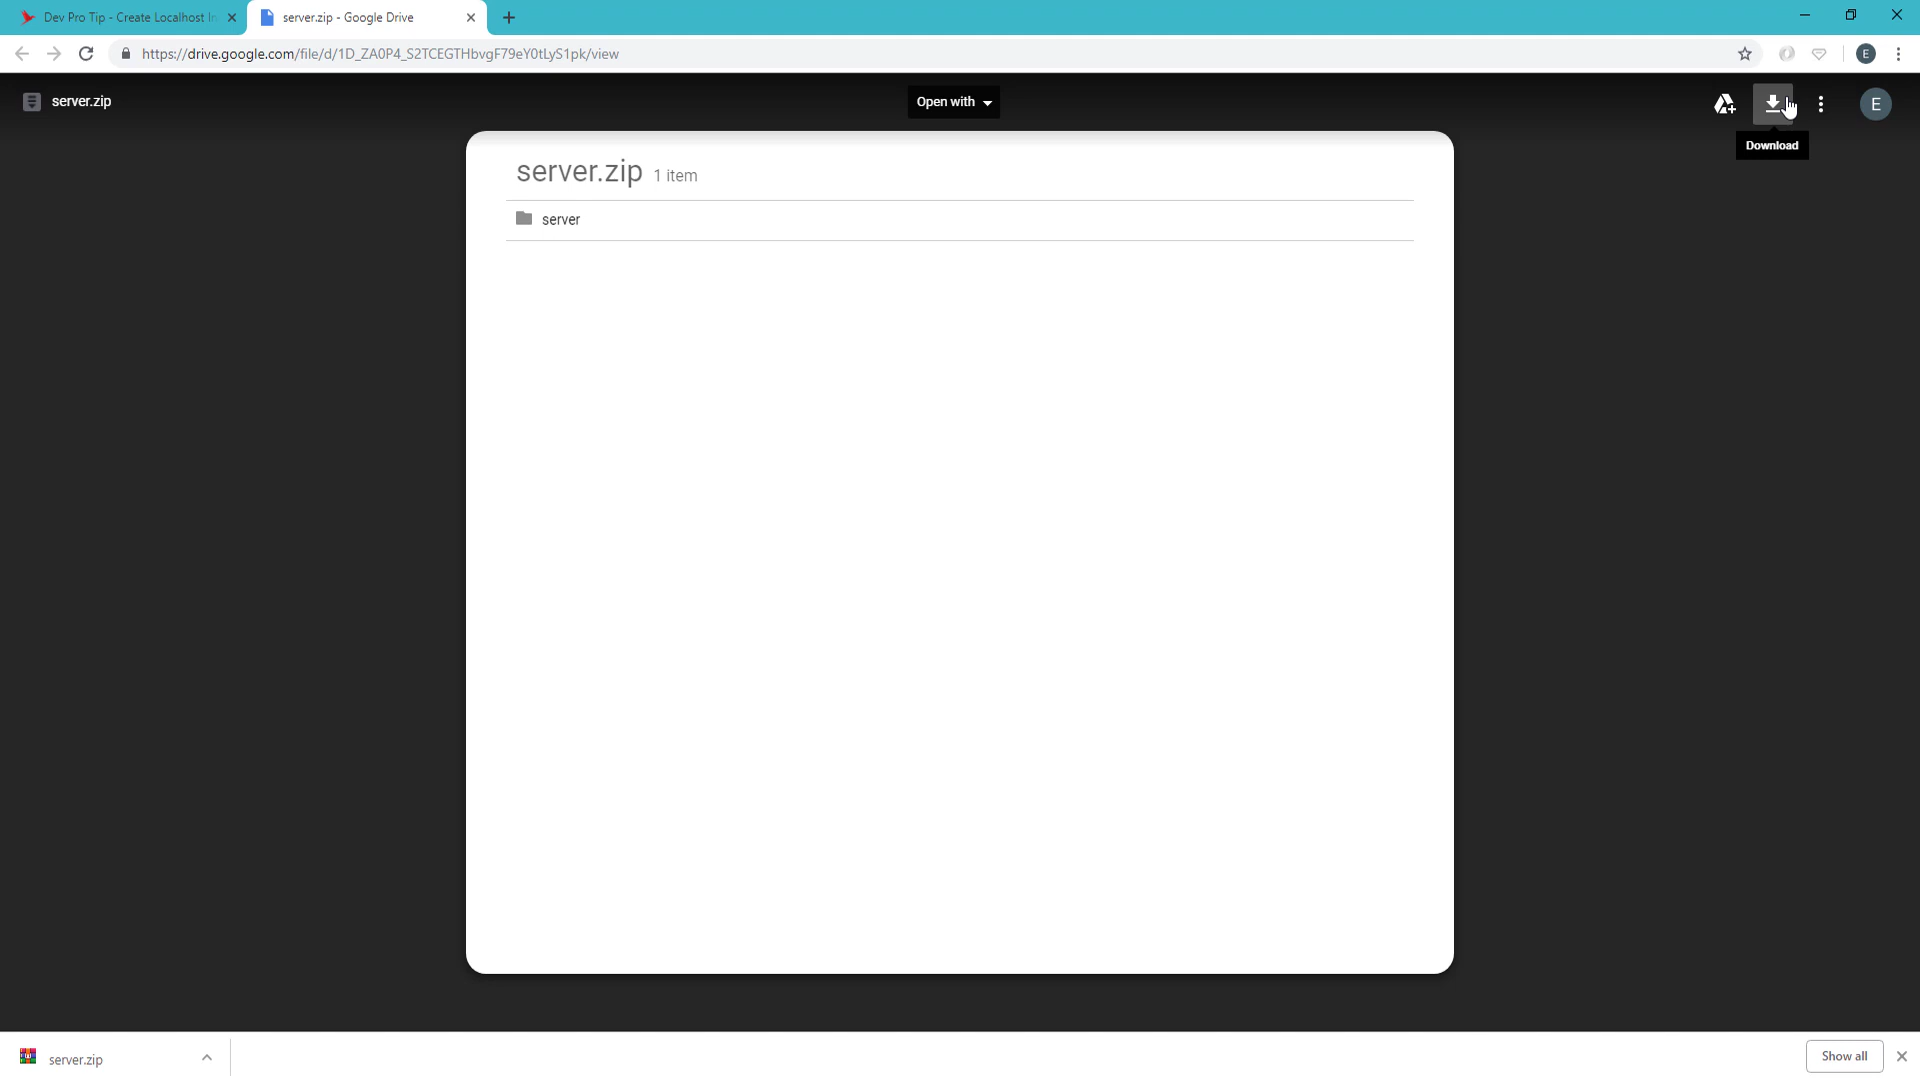 Dev Pro Tip - Create Localhost In
server.zip - Google Drive
https://drive.google.com/file/d/1D_ZA0P4_S2TCEGTHbvgF79eY0tLyS1pk/view
E
server.zip
Open with
E
Download
server.zip 1 item
server
server.zip
Show all